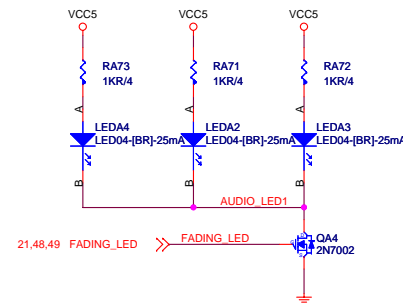 VCC5 VCC5 VCC5
RA73 RA71 RA72
1KR/4 1KR/4 1KR/4
A A A
LEDA4 LEDA2 LEDA3
LED04-[BR]-25mA LED04-[BR]-25mA LED04-[BR]-25mA
B B B
AUDIO_LED1
21,48,49 FADING_LED FADING_LED QA4
2N7002